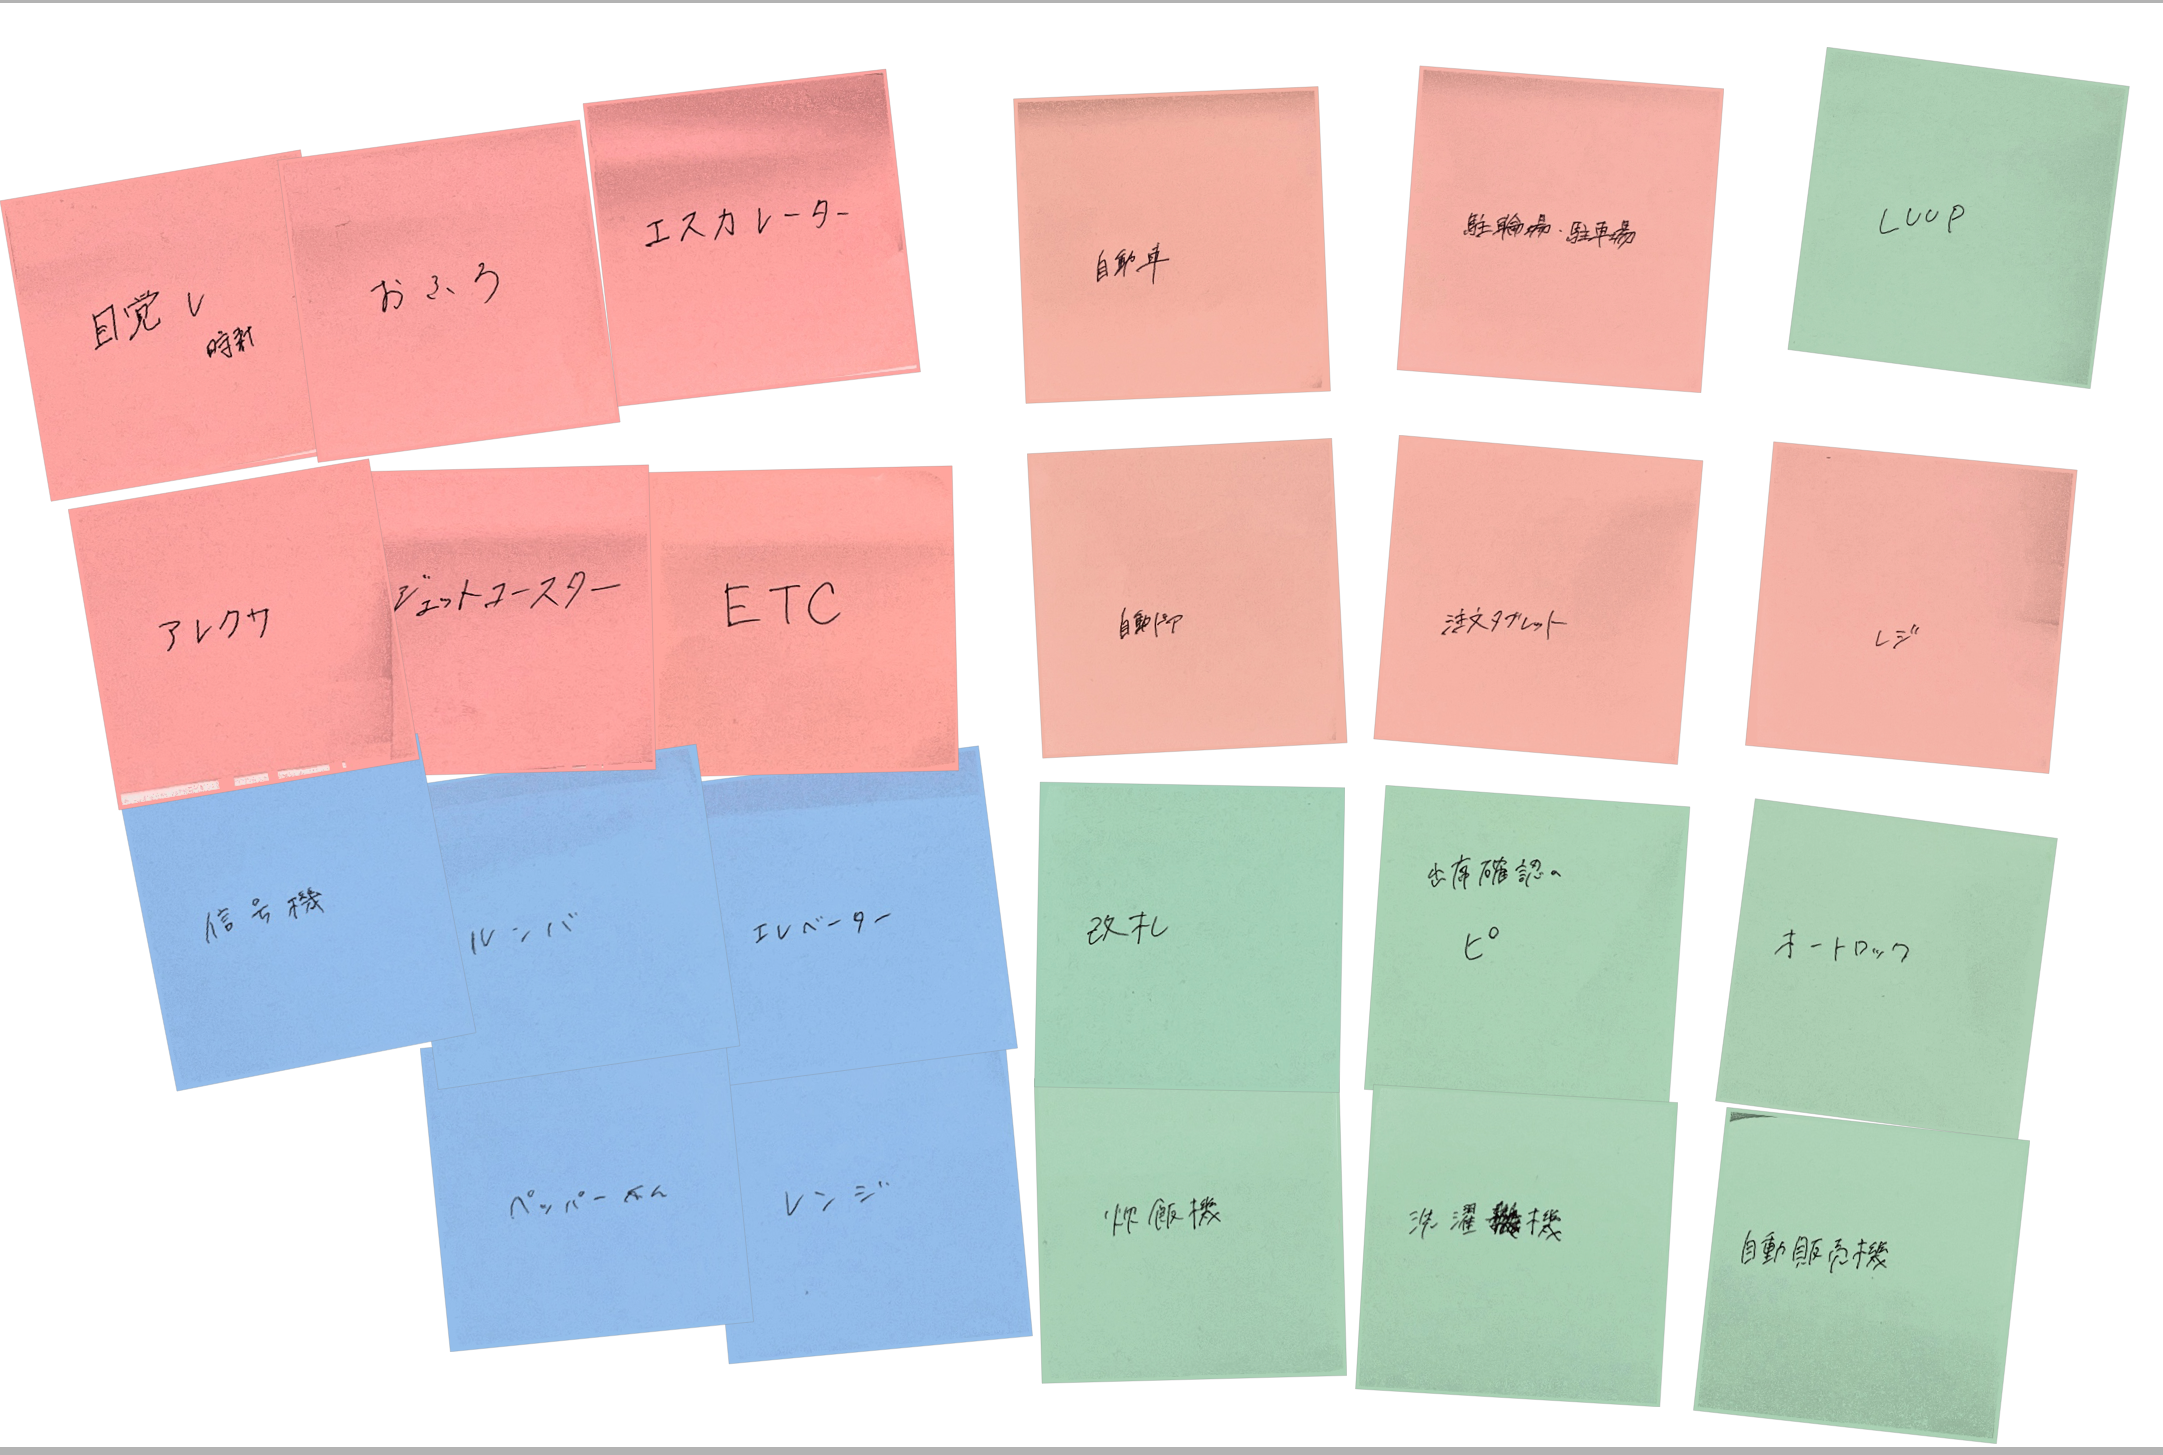 目覚し
時計
おふろ
エスカレーター
自動車
駐輪場・駐車場
LUUP
アレクサ
ジェットコースター
ETC
自動ドア
注文タブレット
レジ
信号機
ルンバ
エレベーター
改札
出席確認の
ピ
オートロック
ペッパーくん
レンジ
炊飯機
洗濯機
自動販売機